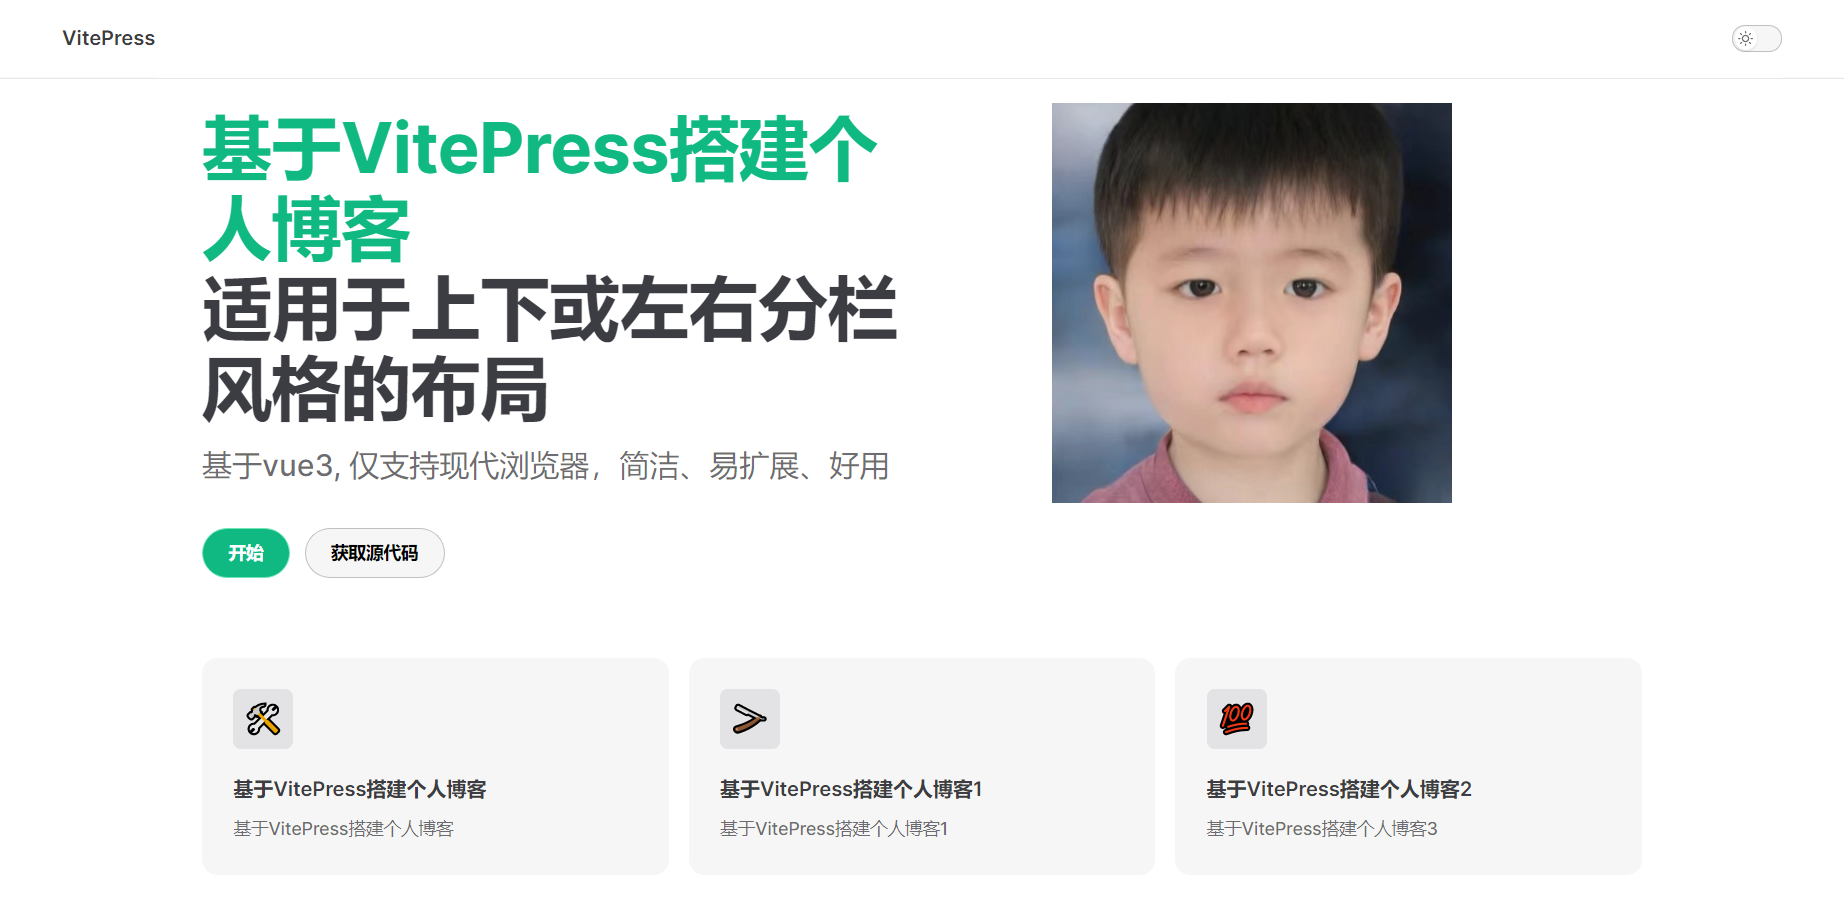 VitePress
基于VitePress搭建个
人博客
适用于上下或左右分栏
风格的布局
基于vue3, 仅支持现代浏览器，简洁、易扩展、好用
开始
获取源代码
100
基于VitePress搭建个人博客
基于VitePress搭建个人博客
基于VitePress搭建个人博客1
基于VitePress搭建个人博客1
基于VitePress搭建个人博客2
基于VitePress搭建个人博客3